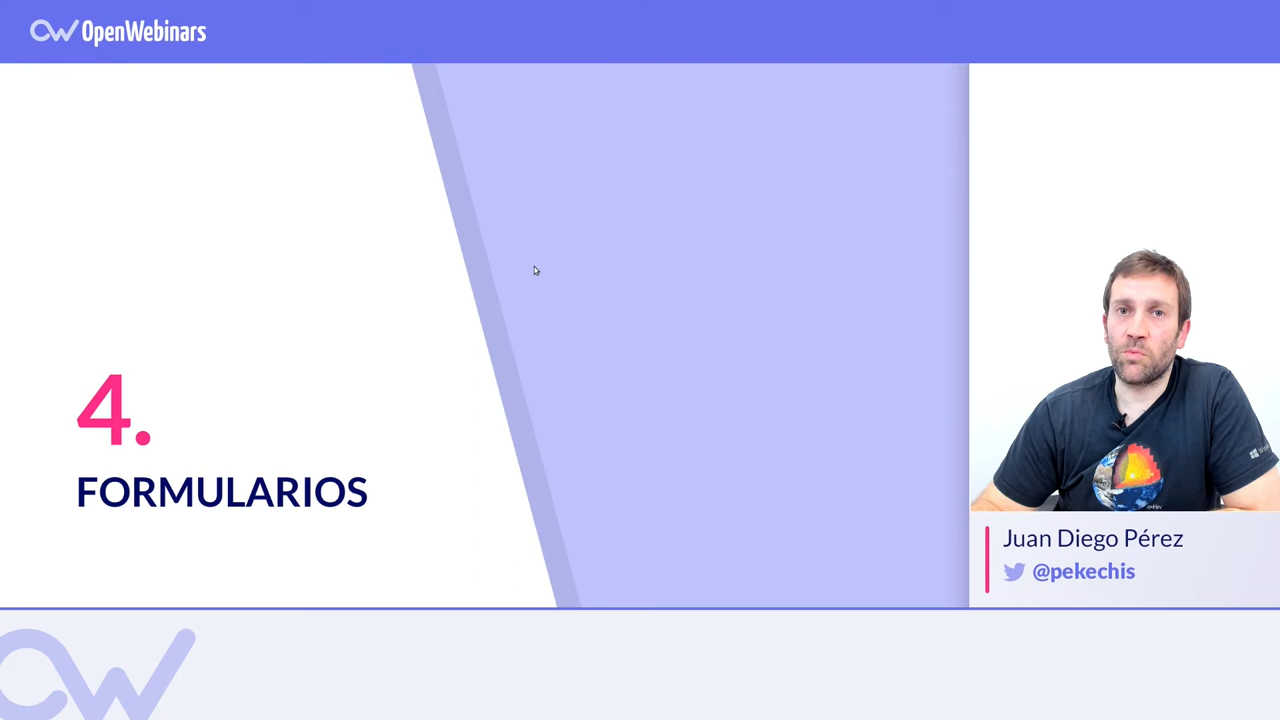 OpenWebinars
4.
FORMULARIOS
Juan Diego Pérez
@pekechis